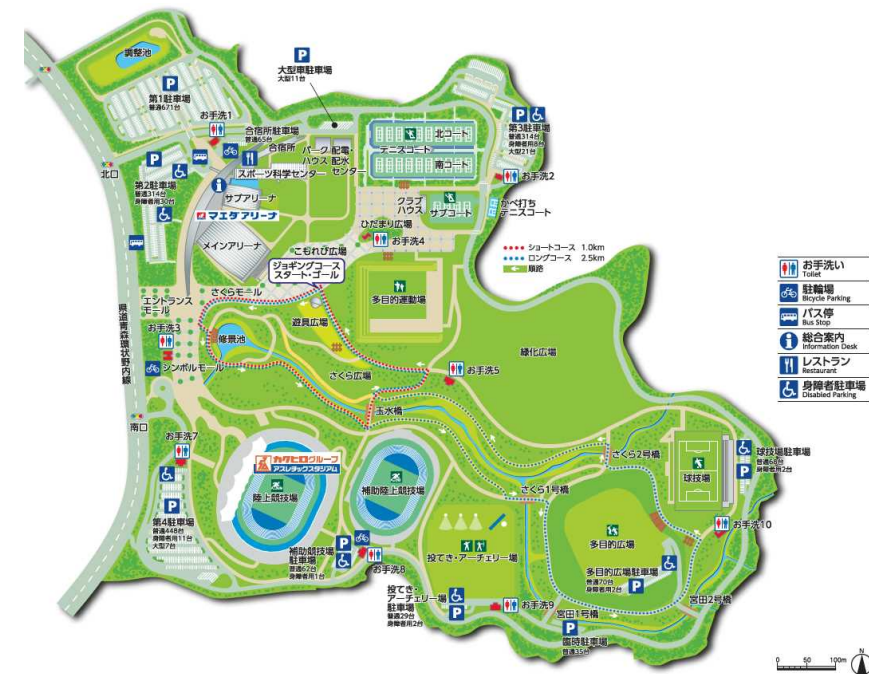 調整池
P
大型車駐車場
大型11台
P
第1駐車場
普通671台
お手洗1
合宿所駐車場
普通65台
合宿所
パーク
ハウス
配電・
配水
センター
北コート
テニスコート
南コート
P
第3駐車場
普通314台
身障者用8台
大型21台
お手洗2
北口
P
第2駐車場
普通314台
身障者用30台
スポーツ科学センター
サブアリーナ
マエダアリーナ
メインアリーナ
クラブ
ハウス
サブコート
かべ打ち
テニスコート
ひだまり広場
お手洗4
こもれび広場
ジョギングコース
スタート・ゴール
ショートコース 1.0km
ロングコース 2.5km
順路
さくらモール
エントランス
モール
お手洗3
シンボルモール
修景池
遊具広場
多目的運動場
緑化広場
県道青森環状野内線
さくら広場
お手洗5
玉水橋
南口
お手洗7
カクヒログループ
アスレチックスタジアム
陸上競技場
補助陸上競技場
さくら2号橋
さくら1号橋
球技場
球技場駐車場
普通68台
身障者用2台
P
P
第4駐車場
普通448台
身障者用11台
大型7台
補助競技場
駐車場
普通62台
身障者用1台
P
お手洗8
投てき・アーチェリー場
投てき・
アーチェリー場
駐車場
普通29台
身障者用2台
P
お手洗9
多目的広場
多目的広場駐車場
普通70台
身障者用2台
P
お手洗10
宮田1号橋
宮田2号橋
P
臨時駐車場
普通35台
お手洗い
Toilet
駐輪場
Bicycle Parking
バス停
Bus Stop
総合案内
Information Desk
レストラン
Restaurant
身障者駐車場
Disabled Parking
0 50 100m
N